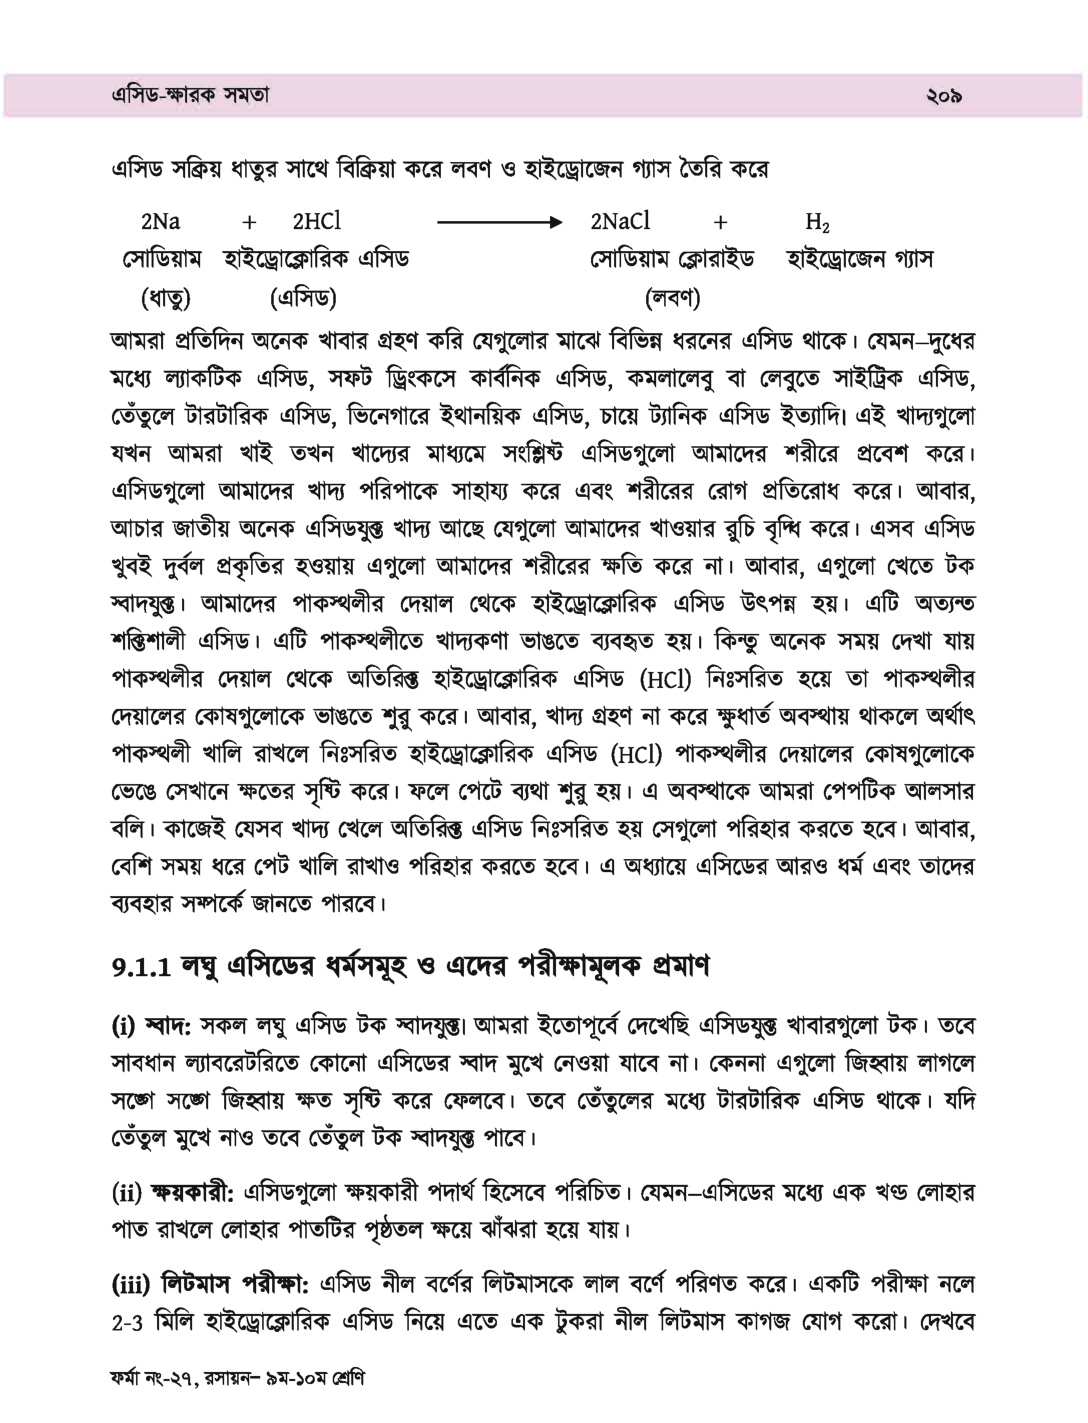 এসিড-ক্ষারক সমতা ২০৯
এসিড সক্রিয় ধাতুর সাথে বিক্রিয়া করে লবণ ও হাইড্রোজেন গ্যাস তৈরি করে
2Na + 2HCl ⟶ 2NaCl + H₂
সোডিয়াম হাইড্রোক্লোরিক এসিড সোডিয়াম ক্লোরাইড হাইড্রোজেন গ্যাস
(ধাতু) (এসিড) (লবণ)
আমরা প্রতিদিন অনেক খাবার গ্রহণ করি যেগুলোর মাঝে বিভিন্ন ধরনের এসিড থাকে। যেমন–দুধের
মধ্যে ল্যাকটিক এসিড, সফট ড্রিংকসে কার্বনিক এসিড, কমলালেবু বা লেবুতে সাইট্রিক এসিড,
তেঁতুলে টারটারিক এসিড, ভিনেগারে ইথানয়িক এসিড, চায়ে ট্যানিক এসিড ইত্যাদি। এই খাদ্যগুলো
যখন আমরা খাই তখন খাদ্যের মাধ্যমে সংশ্লিষ্ট এসিডগুলো আমাদের শরীরে প্রবেশ করে।
এসিডগুলো আমাদের খাদ্য পরিপাকে সাহায্য করে এবং শরীরের রোগ প্রতিরোধ করে। আবার,
আচার জাতীয় অনেক এসিডযুক্ত খাদ্য আছে যেগুলো আমাদের খাওয়ার রুচি বৃদ্ধি করে। এসব এসিড
খুবই দুর্বল প্রকৃতির হওয়ায় এগুলো আমাদের শরীরের ক্ষতি করে না। আবার, এগুলো খেতে টক
স্বাদযুক্ত। আমাদের পাকস্থলীর দেয়াল থেকে হাইড্রোক্লোরিক এসিড উৎপন্ন হয়। এটি অত্যন্ত
শক্তিশালী এসিড। এটি পাকস্থলীতে খাদ্যকণা ভাঙতে ব্যবহৃত হয়। কিন্তু অনেক সময় দেখা যায়
পাকস্থলীর দেয়াল থেকে অতিরিক্ত হাইড্রোক্লোরিক এসিড (HCl) নিঃসরিত হয়ে তা পাকস্থলীর
দেয়ালের কোষগুলোকে ভাঙতে শুরু করে। আবার, খাদ্য গ্রহণ না করে ক্ষুধার্ত অবস্থায় থাকলে অর্থাৎ
পাকস্থলী খালি রাখলে নিঃসরিত হাইড্রোক্লোরিক এসিড (HCl) পাকস্থলীর দেয়ালের কোষগুলোকে
ভেঙে সেখানে ক্ষতের সৃষ্টি করে। ফলে পেটে ব্যথা শুরু হয়। এ অবস্থাকে আমরা পেপটিক আলসার
বলি। কাজেই যেসব খাদ্য খেলে অতিরিক্ত এসিড নিঃসরিত হয় সেগুলো পরিহার করতে হবে। আবার,
বেশি সময় ধরে পেট খালি রাখাও পরিহার করতে হবে। এ অধ্যায়ে এসিডের আরও ধর্ম এবং তাদের
ব্যবহার সম্পর্কে জানতে পারবে।
9.1.1 লঘু এসিডের ধর্মসমূহ ও এদের পরীক্ষামূলক প্রমাণ
(i) স্বাদ: সকল লঘু এসিড টক স্বাদযুক্ত। আমরা ইতোপূর্বে দেখেছি এসিডযুক্ত খাবারগুলো টক। তবে
সাবধান ল্যাবরেটরিতে কোনো এসিডের স্বাদ মুখে নেওয়া যাবে না। কেননা এগুলো জিহ্বায় লাগলে
সঙ্গে সঙ্গে জিহ্বায় ক্ষত সৃষ্টি করে ফেলবে। তবে তেঁতুলের মধ্যে টারটারিক এসিড থাকে। যদি
তেঁতুল মুখে নাও তবে তেঁতুল টক স্বাদযুক্ত পাবে।
(ii) ক্ষয়কারী: এসিডগুলো ক্ষয়কারী পদার্থ হিসেবে পরিচিত। যেমন–এসিডের মধ্যে এক খণ্ড লোহার
পাত রাখলে লোহার পাতটির পৃষ্ঠতল ক্ষয়ে ঝাঁঝরা হয়ে যায়।
(iii) লিটমাস পরীক্ষা: এসিড নীল বর্ণের লিটমাসকে লাল বর্ণে পরিণত করে। একটি পরীক্ষা নলে
2-3 মিলি হাইড্রোক্লোরিক এসিড নিয়ে এতে এক টুকরা নীল লিটমাস কাগজ যোগ করো। দেখবে
ফর্মা নং-২৭, রসায়ন– ৯ম-১০ম শ্রেণি